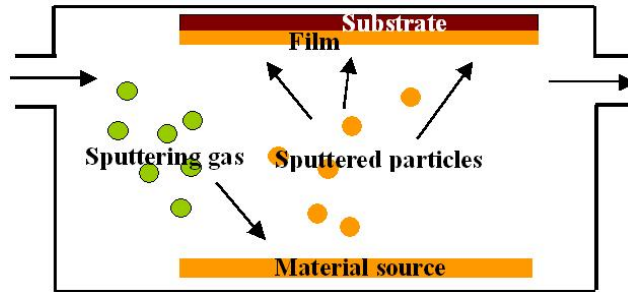 Substrate
Film
Sputtering gas
Sputtered particles
Material source